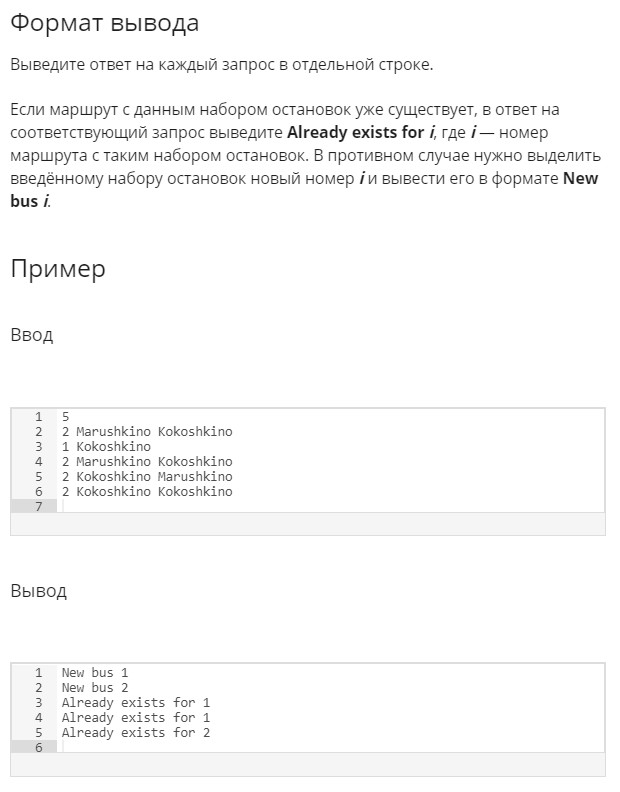 Формат вывода
Выведите ответ на каждый запрос в отдельной строке.
Если маршрут с данным набором остановок уже существует, в ответ на
соответствующий запрос выведите Already exists for i, где i — номер
маршрута с таким набором остановок. В противном случае нужно выделить
введённому набору остановок новый номер i и вывести его в формате New
bus i.
Пример
Ввод
1 5
2 2 Marushkino Kokoshkino
3 1 Kokoshkino
4 2 Marushkino Kokoshkino
5 2 Kokoshkino Marushkino
6 2 Kokoshkino Kokoshkino
7
Вывод
1 New bus 1
2 New bus 2
3 Already exists for 1
4 Already exists for 1
5 Already exists for 2
6